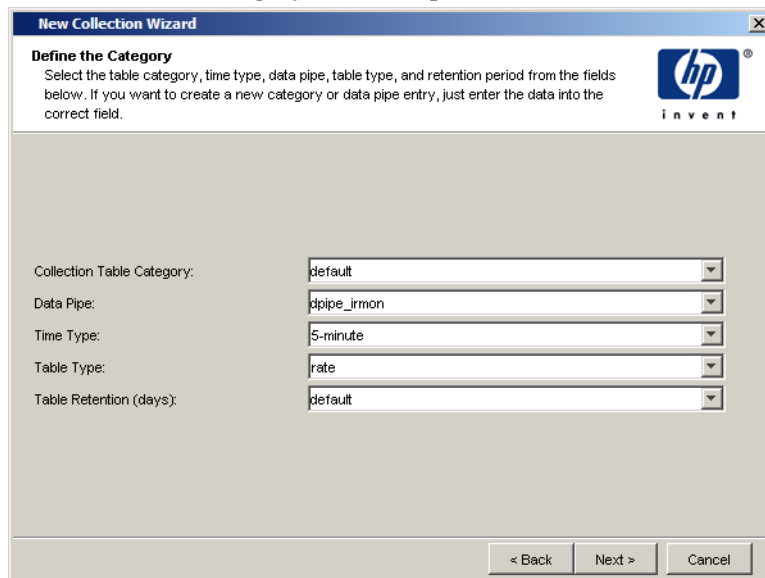 New Collection Wizard
Define the Category
Select the table category, time type, data pipe, table type, and retention period from the fields
below. If you want to create a new category or data pipe entry, just enter the data into the
correct field.
hp ®
invent
Collection Table Category: default
Data Pipe: dpipe_irmon
Time Type: 5-minute
Table Type: rate
Table Retention (days): default
< Back Next > Cancel